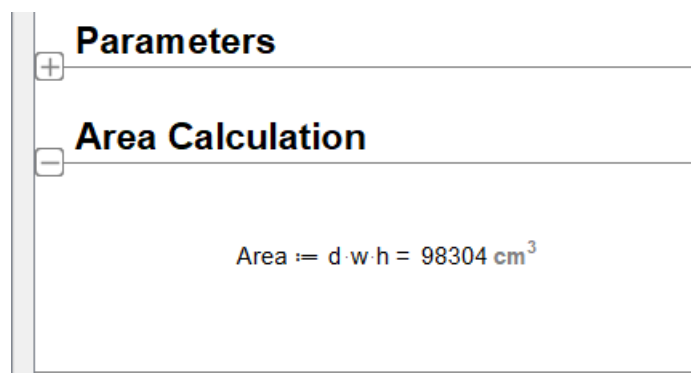 Parameters
Area Calculation
Area ≔ d·w·h = 98304 cm³